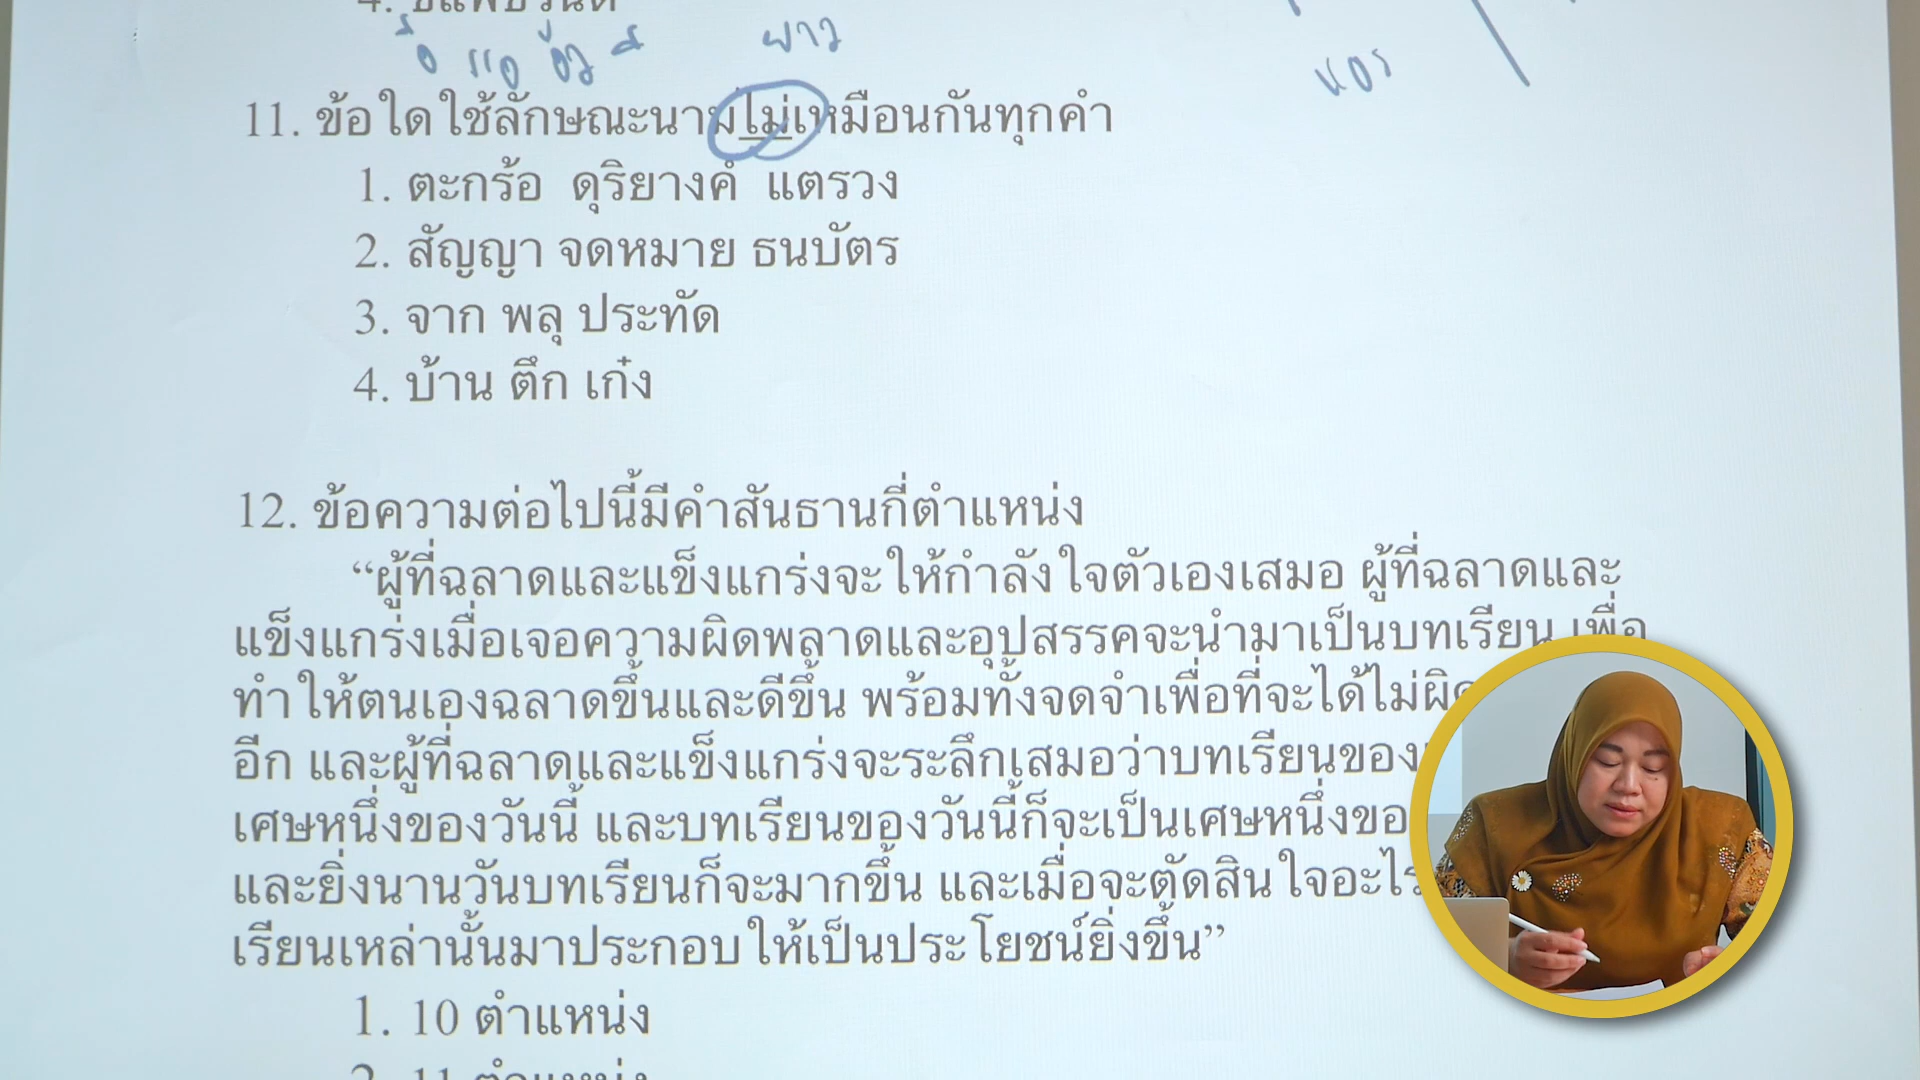 อื แอ อัว อี ยาว
หอร
11. ข้อใดใช้ลักษณะนามไม่เหมือนกันทุกคำ
1. ตะกร้อ ดุริยางค์ แตรวง
2. สัญญา จดหมาย ธนบัตร
3. จาก พลุ ประทัด
4. บ้าน ตึก เก๋ง
12. ข้อความต่อไปนี้มีคำสันธานกี่ตำแหน่ง
“ผู้ที่ฉลาดและแข็งแกร่งจะให้กำลังใจตัวเองเสมอ ผู้ที่ฉลาดและ
แข็งแกร่งเมื่อเจอความผิดพลาดและอุปสรรคจะนำมาเป็นบทเรียน เพื่อ
ทำให้ตนเองฉลาดขึ้นและดีขึ้น พร้อมทั้งจดจำเพื่อที่จะได้ไม่ผิด
อีก และผู้ที่ฉลาดและแข็งแกร่งจะระลึกเสมอว่าบทเรียนของ
เศษหนึ่งของวันนี้ และบทเรียนของวันนี้ก็จะเป็นเศษหนึ่งขอ
และยิ่งนานวันบทเรียนก็จะมากขึ้น และเมื่อจะตัดสินใจอะไร
เรียนเหล่านั้นมาประกอบให้เป็นประโยชน์ยิ่งขึ้น”
1. 10 ตำแหน่ง
2. 11 ตำแหน่ง